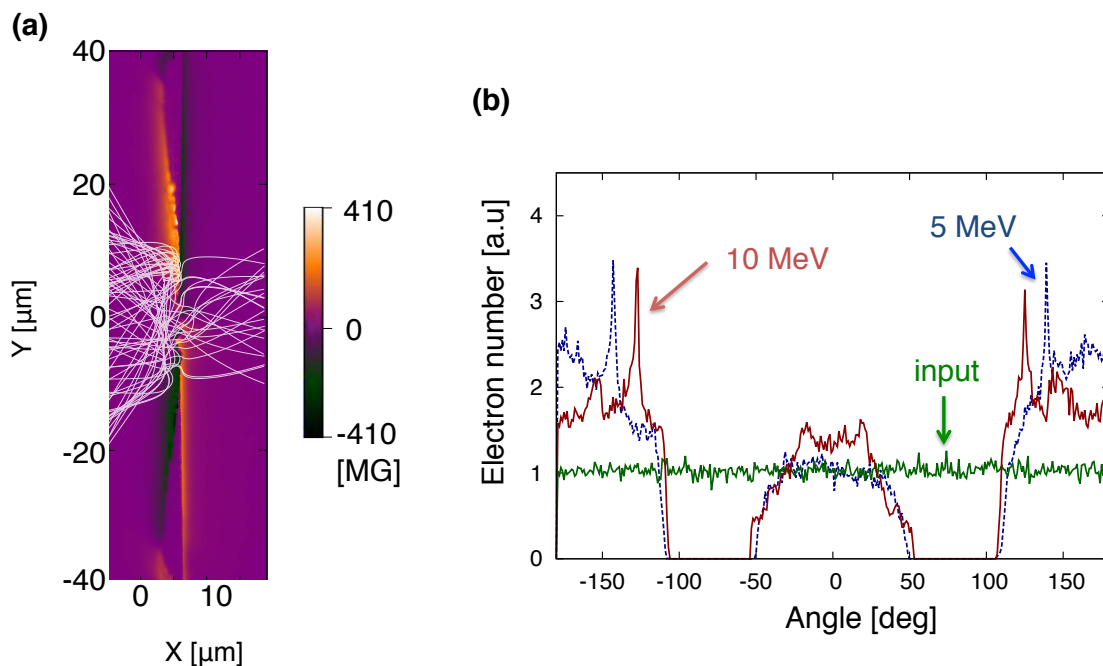 (a)
40
20
0
-20
-40
Y [µm]
0
10
X [µm]
410
0
-410
[MG]
(b)
Electron number [a.u]
4
3
2
1
0
10 MeV
5 MeV
input
-150
-100
-50
0
50
100
150
Angle [deg]